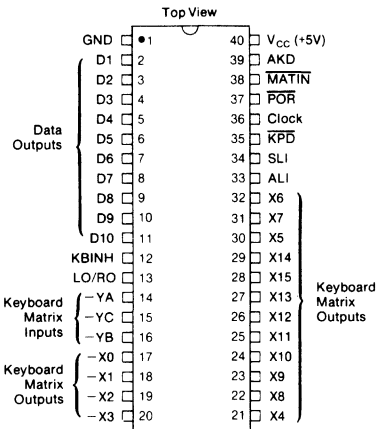 Top View
GND 1 40 VCC (+5V)
D1 2 39 AKD
D2 3 38 MATIN
D3 4 37 POR
D4 5 36 Clock
D5 6 35 KPD
D6 7 34 SLI
D7 8 33 ALI
D8 9 32 X6
D9 10 31 X7
D10 11 30 X5
KBINH 12 29 X14
LO/RO 13 28 X15
–YA 14 27 X13
–YC 15 26 X12
–YB 16 25 X11
–X0 17 24 X10
–X1 18 23 X9
–X2 19 22 X8
–X3 20 21 X4
Data
Outputs
Keyboard
Matrix
Inputs
Keyboard
Matrix
Outputs
Keyboard
Matrix
Outputs